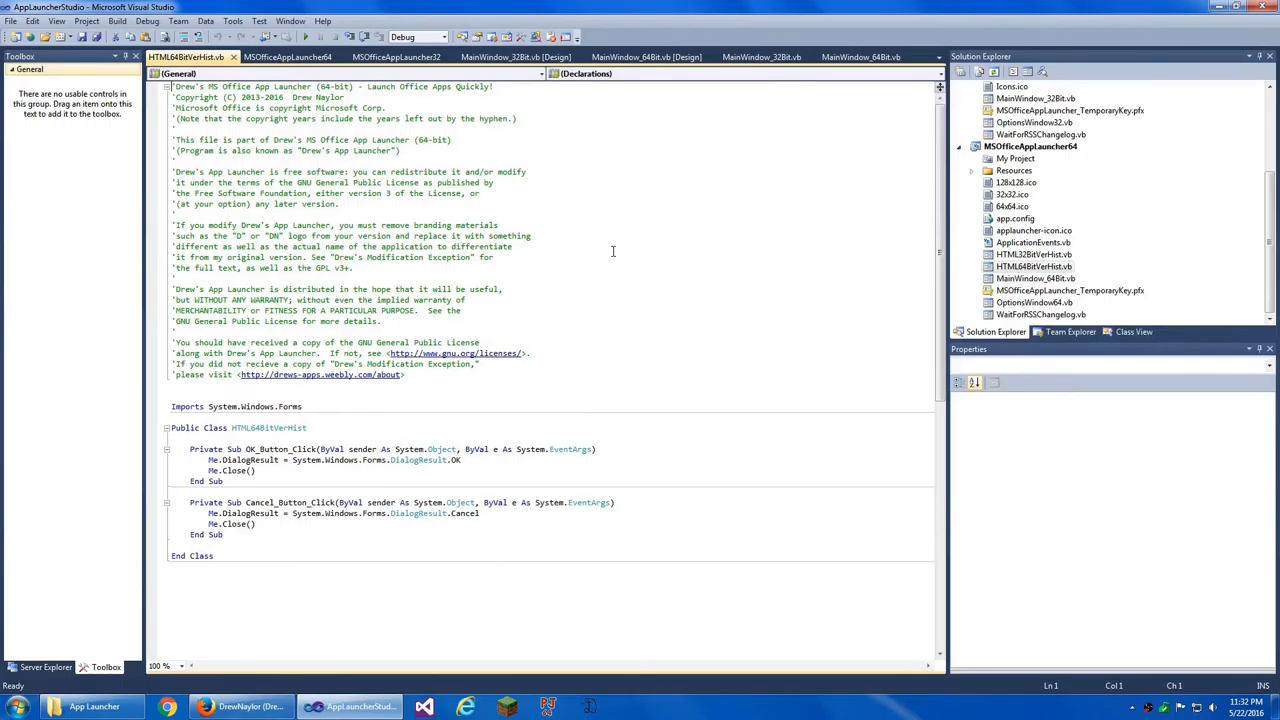 AppLauncherStudio - Microsoft Visual Studio
File Edit View Project Build Debug Team Data Tools Test Window Help
Debug
Toolbox
General
There are no usable controls in
this group. Drag an item onto this
text to add it to the toolbox.
Server Explorer Toolbox
HTML64BitVerHist.vb MSOfficeAppLauncher64 MSOfficeAppLauncher32 MainWindow_32Bit.vb [Design] MainWindow_64Bit.vb [Design] MainWindow_32Bit.vb MainWindow_64Bit.vb
(General) (Declarations)
'Drew's MS Office App Launcher (64-bit) - Launch Office Apps Quickly!
'Copyright (C) 2013-2016  Drew Naylor
'Microsoft Office is copyright Microsoft Corp.
'(Note that the copyright years include the years left out by the hyphen.)
'
'This file is part of Drew's MS Office App Launcher (64-bit)
'(Program is also known as "Drew's App Launcher")
'
'Drew's App Launcher is free software: you can redistribute it and/or modify
'it under the terms of the GNU General Public License as published by
'the Free Software Foundation, either version 3 of the License, or
'(at your option) any later version.
'
'If you modify Drew's App Launcher, you must remove branding materials
'such as the "D" or "DN" logo from your version and replace it with something
'different as well as the actual name of the application to differentiate
'it from my original version. See "Drew's Modification Exception" for
'the full text, as well as the GPL v3+.
'
'Drew's App Launcher is distributed in the hope that it will be useful,
'but WITHOUT ANY WARRANTY; without even the implied warranty of
'MERCHANTABILITY or FITNESS FOR A PARTICULAR PURPOSE.  See the
'GNU General Public License for more details.
'
'You should have received a copy of the GNU General Public License
'along with Drew's App Launcher.  If not, see <http://www.gnu.org/licenses/>.
'If you did not recieve a copy of "Drew's Modification Exception,"
'please visit <http://drews-apps.weebly.com/about>
Imports System.Windows.Forms
Public Class HTML64BitVerHist
Private Sub OK_Button_Click(ByVal sender As System.Object, ByVal e As System.EventArgs)
Me.DialogResult = System.Windows.Forms.DialogResult.OK
Me.Close()
End Sub
Private Sub Cancel_Button_Click(ByVal sender As System.Object, ByVal e As System.EventArgs)
Me.DialogResult = System.Windows.Forms.DialogResult.Cancel
Me.Close()
End Sub
End Class
100 %
Solution Explorer
Icons.ico
MainWindow_32Bit.vb
MSOfficeAppLauncher_TemporaryKey.pfx
OptionsWindow32.vb
WaitForRSSChangelog.vb
MSOfficeAppLauncher64
My Project
Resources
128x128.ico
32x32.ico
64x64.ico
app.config
applauncher-icon.ico
ApplicationEvents.vb
HTML32BitVerHist.vb
HTML64BitVerHist.vb
MainWindow_64Bit.vb
MSOfficeAppLauncher_TemporaryKey.pfx
OptionsWindow64.vb
WaitForRSSChangelog.vb
Solution Explorer Team Explorer Class View
Properties
Ready Ln 1 Col 1 Ch 1 INS
App Launcher DrewNaylor (Dre... AppLauncherStud... 11:32 PM
5/22/2016